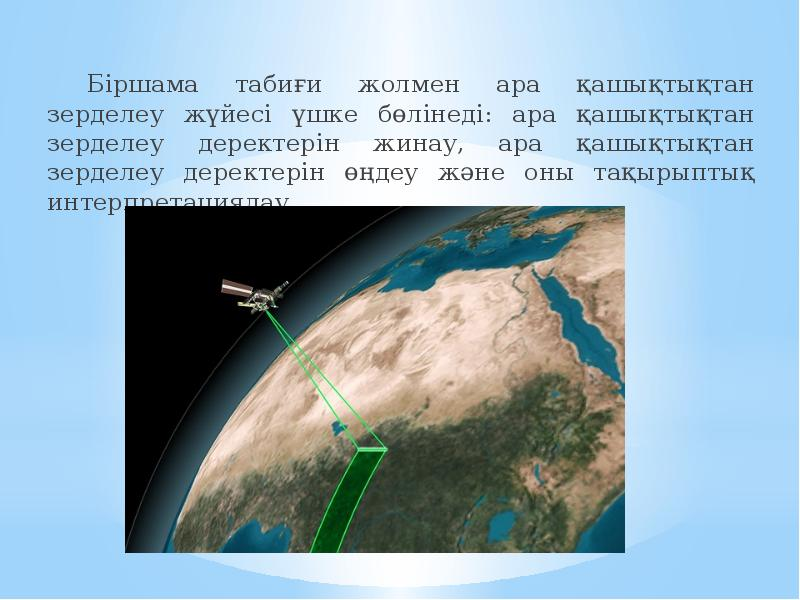 Біршама табиғи жолмен ара қашықтықтан
зерделеу жүйесі үшке бөлінеді: ара қашықтықтан
зерделеу деректерін жинау, ара қашықтықтан
зерделеу деректерін өңдеу және оны тақырыптық
интерпретациялау